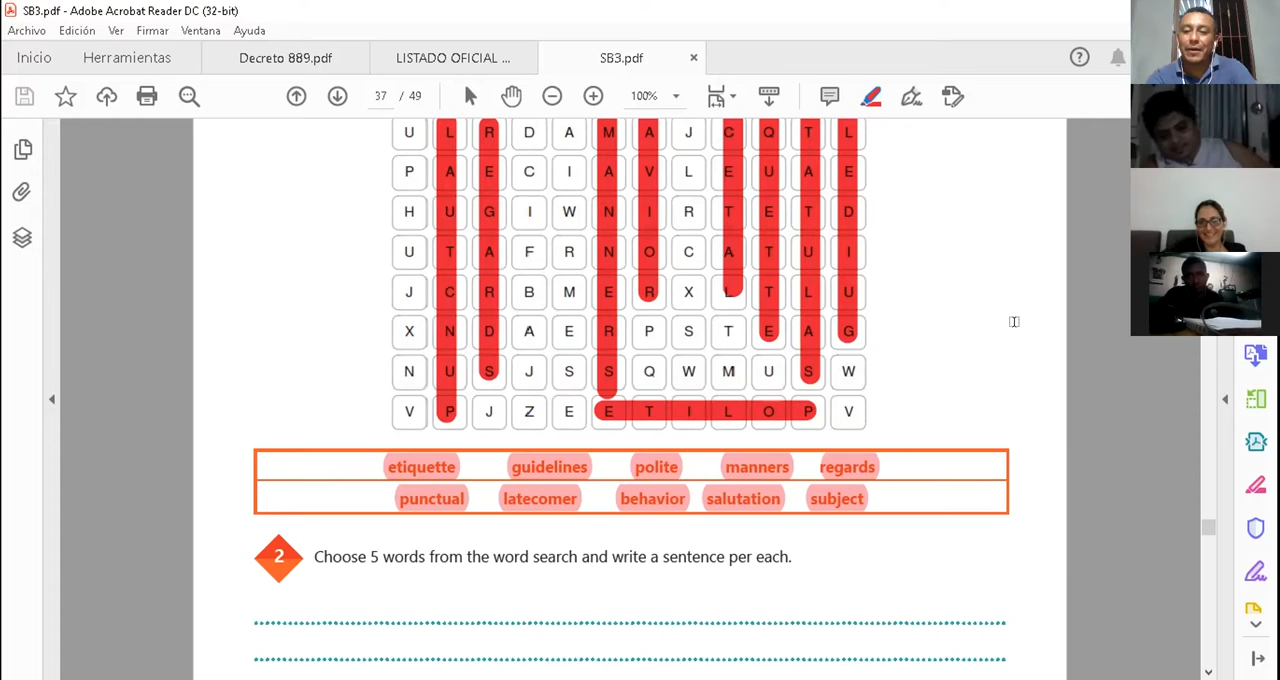 SB3.pdf - Adobe Acrobat Reader DC (32-bit)
Archivo Edición Ver Firmar Ventana Ayuda
Inicio Herramientas Decreto 889.pdf LISTADO OFICIAL ... SB3.pdf
37 / 49 100%
U L R D A M A J C Q T L
P A E C I A V L E U A E
H U G I W N I R T E T D
U T A F R N O C A T U I
J C R B M E R X L T L U
X N D A E R P S T E A G
N U S J S S Q W M U S W
V P J Z E E T I L O P V
etiquette guidelines polite manners regards
punctual latecomer behavior salutation subject
2 Choose 5 words from the word search and write a sentence per each.